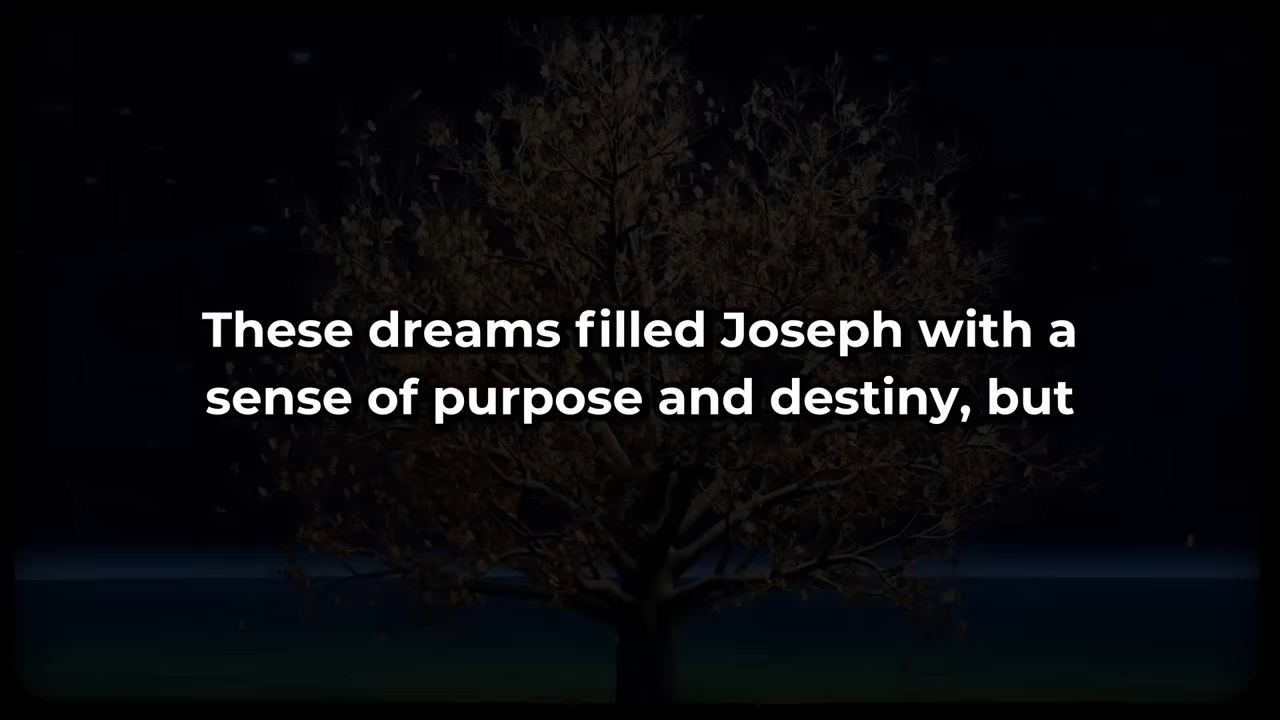 These dreams filled Joseph with a
sense of purpose and destiny, but